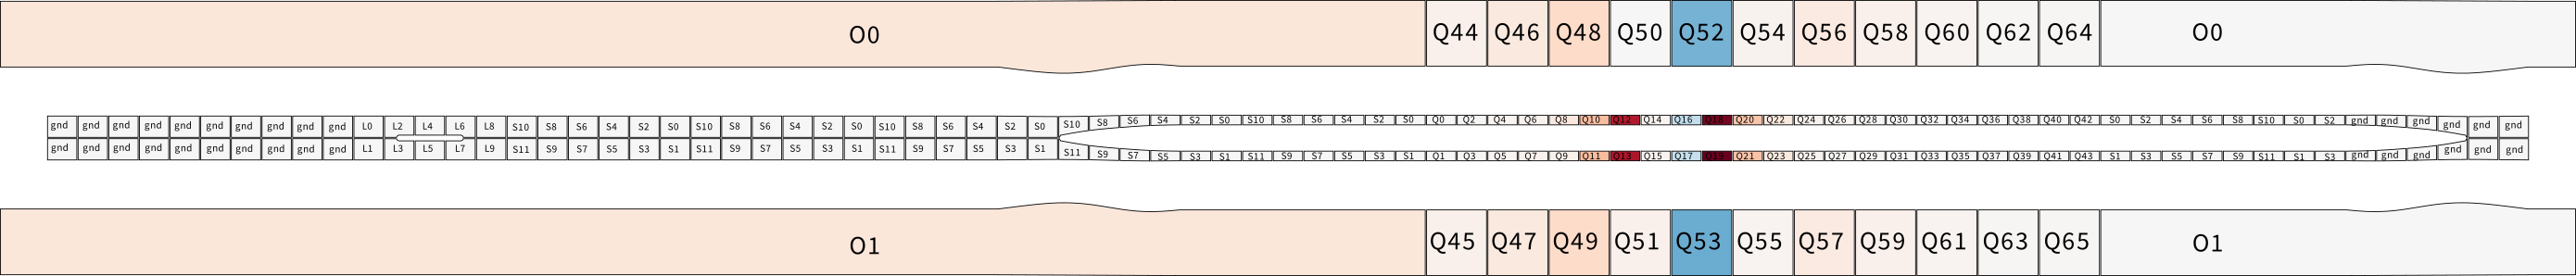 O0 Q44 Q46 Q48 Q50 Q52 Q54 Q56 Q58 Q60 Q62 Q64 O0
gnd gnd gnd gnd gnd gnd gnd gnd gnd gnd L0 L2 L4 L6 L8 S10 S8 S6 S4 S2 S0 S10 S8 S6 S4 S2 S0 S10 S8 S6 S4 S2 S0 S10 S8 S6 S4 S2 S0 S10 S8 S6 S4 S2 S0 Q0 Q2 Q4 Q6 Q8 Q10 Q12 Q14 Q16 Q18 Q20 Q22 Q24 Q26 Q28 Q30 Q33 Q34 Q36 Q38 Q40 Q42 S0 S2 S4 S6 S8 S10 S0 S2 gnd gnd gnd gnd gnd gnd
gnd gnd gnd gnd gnd gnd gnd gnd gnd gnd L1 L3 L5 L7 L9 S11 S9 S7 S5 S3 S1 S11 S9 S7 S5 S3 S1 S11 S9 S7 S5 S3 S1 S11 S9 S7 S5 S3 S1 S11 S9 S7 S5 S3 S1 Q1 Q3 Q5 Q7 Q9 Q11 Q13 Q15 Q17 Q19 Q21 Q23 Q25 Q27 Q29 Q31 Q32 Q35 Q37 Q39 Q41 Q43 S1 S3 S5 S7 S9 S11 S1 S3 gnd gnd gnd gnd gnd gnd
O1 Q45 Q47 Q49 Q51 Q53 Q55 Q57 Q59 Q61 Q63 Q65 O1